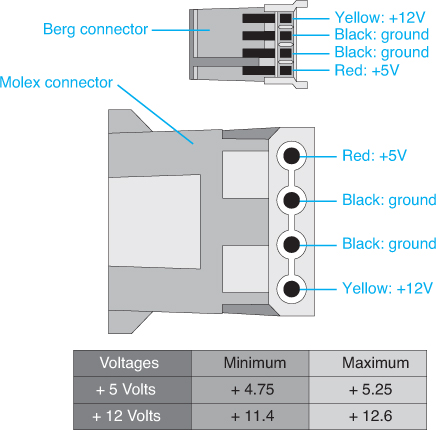 Berg connector
Yellow: +12V
Black: ground
Black: ground
Red: +5V
Molex connector
Red: +5V
Black: ground
Black: ground
Yellow: +12V
Voltages Minimum Maximum
+ 5 Volts + 4.75 + 5.25
+ 12 Volts + 11.4 + 12.6